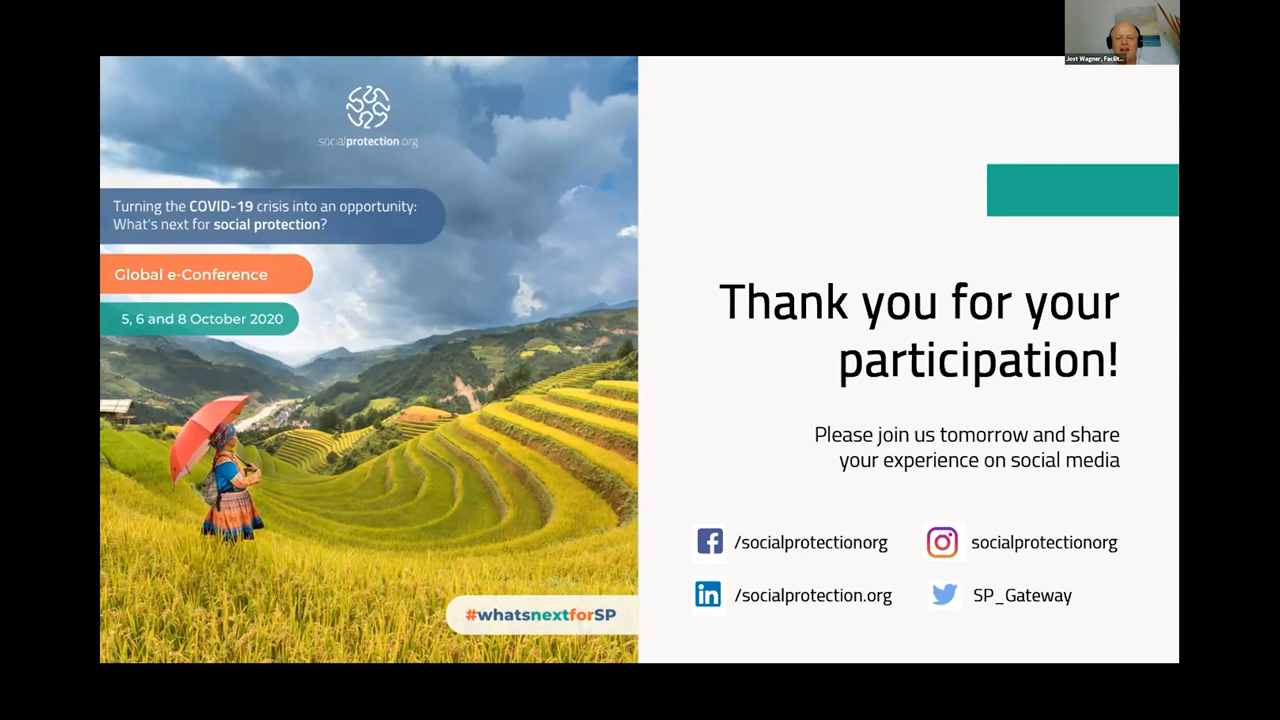 Jost Wagner, Facilit...
socialprotection.org
Turning the COVID-19 crisis into an opportunity:
What's next for social protection?
Global e-Conference
5, 6 and 8 October 2020
#whatsnextforSP
Thank you for your
participation!
Please join us tomorrow and share
your experience on social media
/socialprotectionorg
socialprotectionorg
/socialprotection.org
SP_Gateway